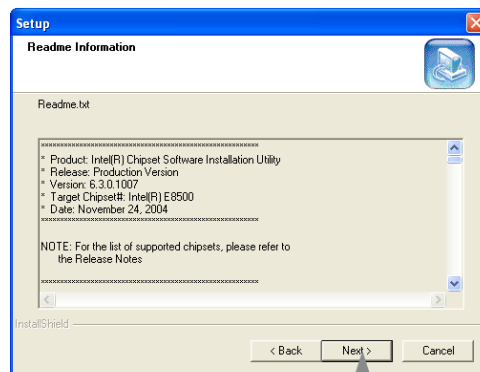 Setup
Readme Information
Readme.txt
********************************************************
* Product: Intel(R) Chipset Software Installation Utility
* Release: Production Version
* Version: 6.3.0.1007
* Target Chipset#: Intel(R) E8500
* Date: November 24, 2004
********************************************************
NOTE: For the list of supported chipsets, please refer to
the Release Notes
********************************************************
InstallShield
< Back
Next >
Cancel